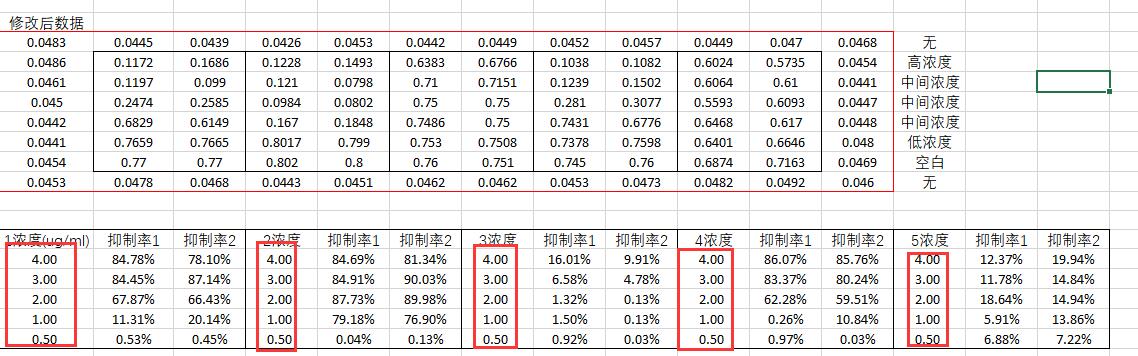 修改后数据
0.0483 0.0445 0.0439 0.0426 0.0453 0.0442 0.0449 0.0452 0.0457 0.0449 0.047 0.0468 无
0.0486 0.1172 0.1686 0.1228 0.1493 0.6383 0.6766 0.1038 0.1082 0.6024 0.5735 0.0454 高浓度
0.0461 0.1197 0.099 0.121 0.0798 0.71 0.7151 0.1239 0.1502 0.6064 0.61 0.0441 中间浓度
0.045 0.2474 0.2585 0.0984 0.0802 0.75 0.75 0.281 0.3077 0.5593 0.6093 0.0447 中间浓度
0.0442 0.6829 0.6149 0.167 0.1848 0.7486 0.75 0.7431 0.6776 0.6468 0.617 0.0448 中间浓度
0.0441 0.7659 0.7665 0.8017 0.799 0.753 0.7508 0.7378 0.7598 0.6401 0.6646 0.048 低浓度
0.0454 0.77 0.77 0.802 0.8 0.76 0.751 0.745 0.76 0.6874 0.7163 0.0469 空白
0.0453 0.0478 0.0468 0.0443 0.0451 0.0462 0.0462 0.0453 0.0473 0.0482 0.0492 0.046 无
1浓度(ug/ml) 抑制率1 抑制率2 2浓度 抑制率1 抑制率2 3浓度 抑制率1 抑制率2 4浓度 抑制率1 抑制率2 5浓度 抑制率1 抑制率2
4.00 84.78% 78.10% 4.00 84.69% 81.34% 4.00 16.01% 9.91% 4.00 86.07% 85.76% 4.00 12.37% 19.94%
3.00 84.45% 87.14% 3.00 84.91% 90.03% 3.00 6.58% 4.78% 3.00 83.37% 80.24% 3.00 11.78% 14.84%
2.00 67.87% 66.43% 2.00 87.73% 89.98% 2.00 1.32% 0.13% 2.00 62.28% 59.51% 2.00 18.64% 14.94%
1.00 11.31% 20.14% 1.00 79.18% 76.90% 1.00 1.50% 0.13% 1.00 0.26% 10.84% 1.00 5.91% 13.86%
0.50 0.53% 0.45% 0.50 0.04% 0.13% 0.50 0.92% 0.03% 0.50 0.97% 0.03% 0.50 6.88% 7.22%